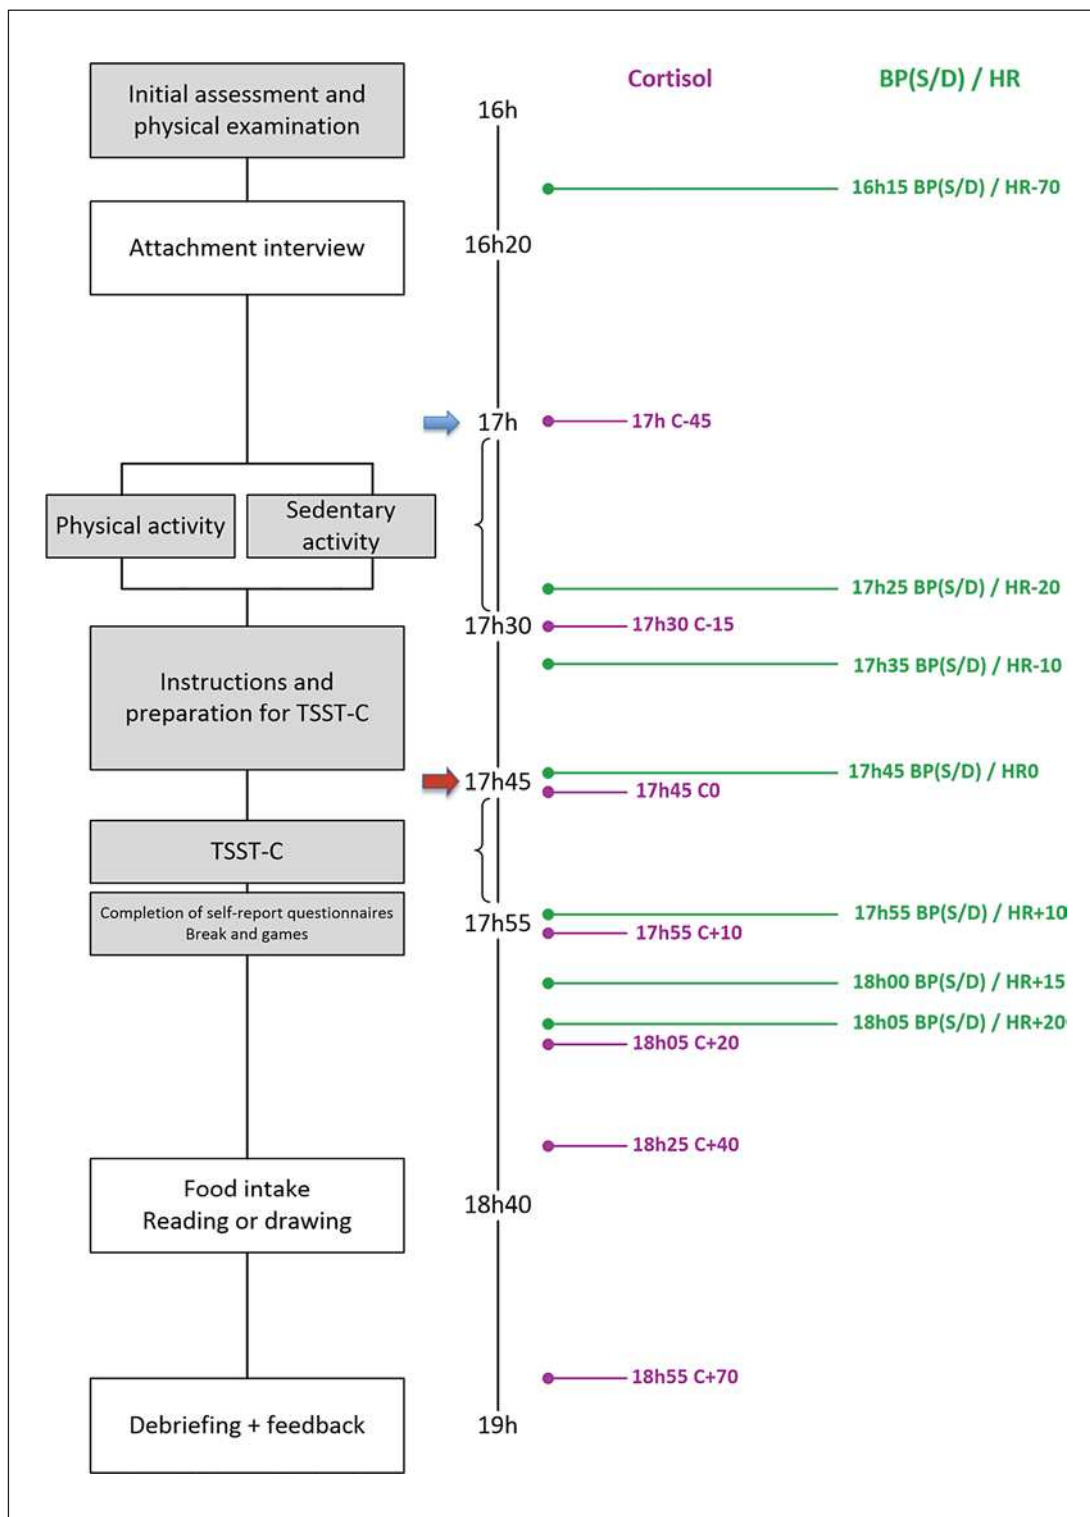 Cortisol
BP(S/D) / HR
Initial assessment and
physical examination
16h
16h15 BP(S/D) / HR-70
Attachment interview
16h20
17h
17h C-45
Physical activity
Sedentary
activity
17h25 BP(S/D) / HR-20
17h30
17h30 C-15
17h35 BP(S/D) / HR-10
Instructions and
preparation for TSST-C
17h45
17h45 BP(S/D) / HR0
17h45 C0
TSST-C
Completion of self-report questionnaires
Break and games
17h55
17h55 BP(S/D) / HR+10
17h55 C+10
18h00 BP(S/D) / HR+15
18h05 BP(S/D) / HR+20
18h05 C+20
18h25 C+40
Food intake
Reading or drawing
18h40
18h55 C+70
Debriefing + feedback
19h